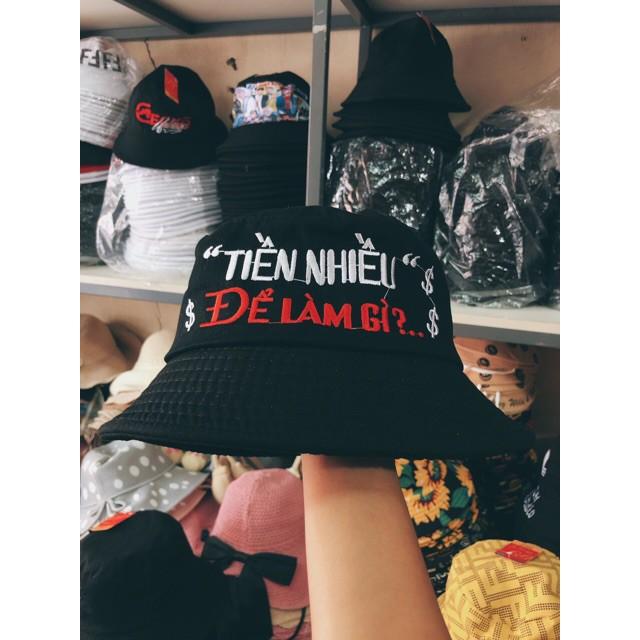 “TIỀN NHIỀU“ $
$ ĐỂ LÀM GÌ?.. $